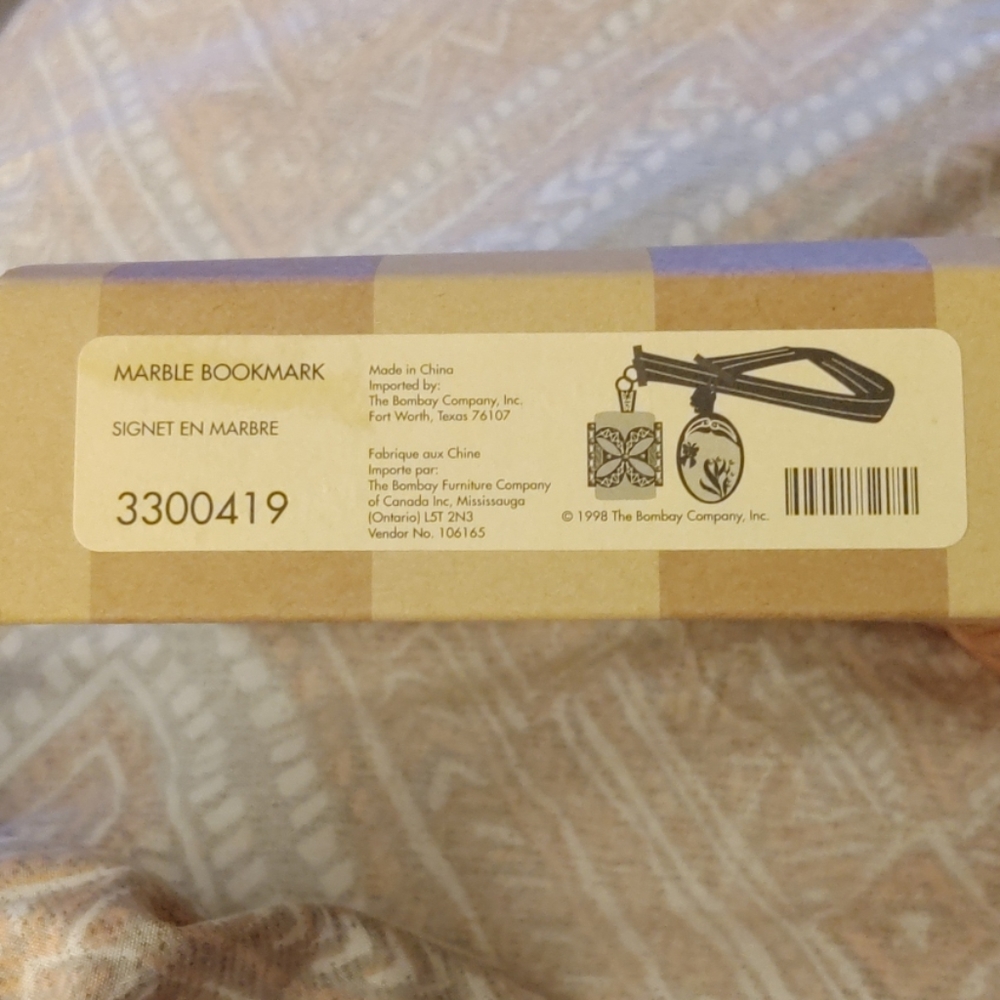 MARBLE BOOKMARK
SIGNET EN MARBRE
3300419
Made in China
Imported by:
The Bombay Company, Inc.
Fort Worth, Texas 76107
Fabrique aux Chine
Importe par:
The Bombay Furniture Company
of Canada Inc, Mississauga
(Ontario) L5T 2N3
Vendor No. 106165
© 1998 The Bombay Company, Inc.